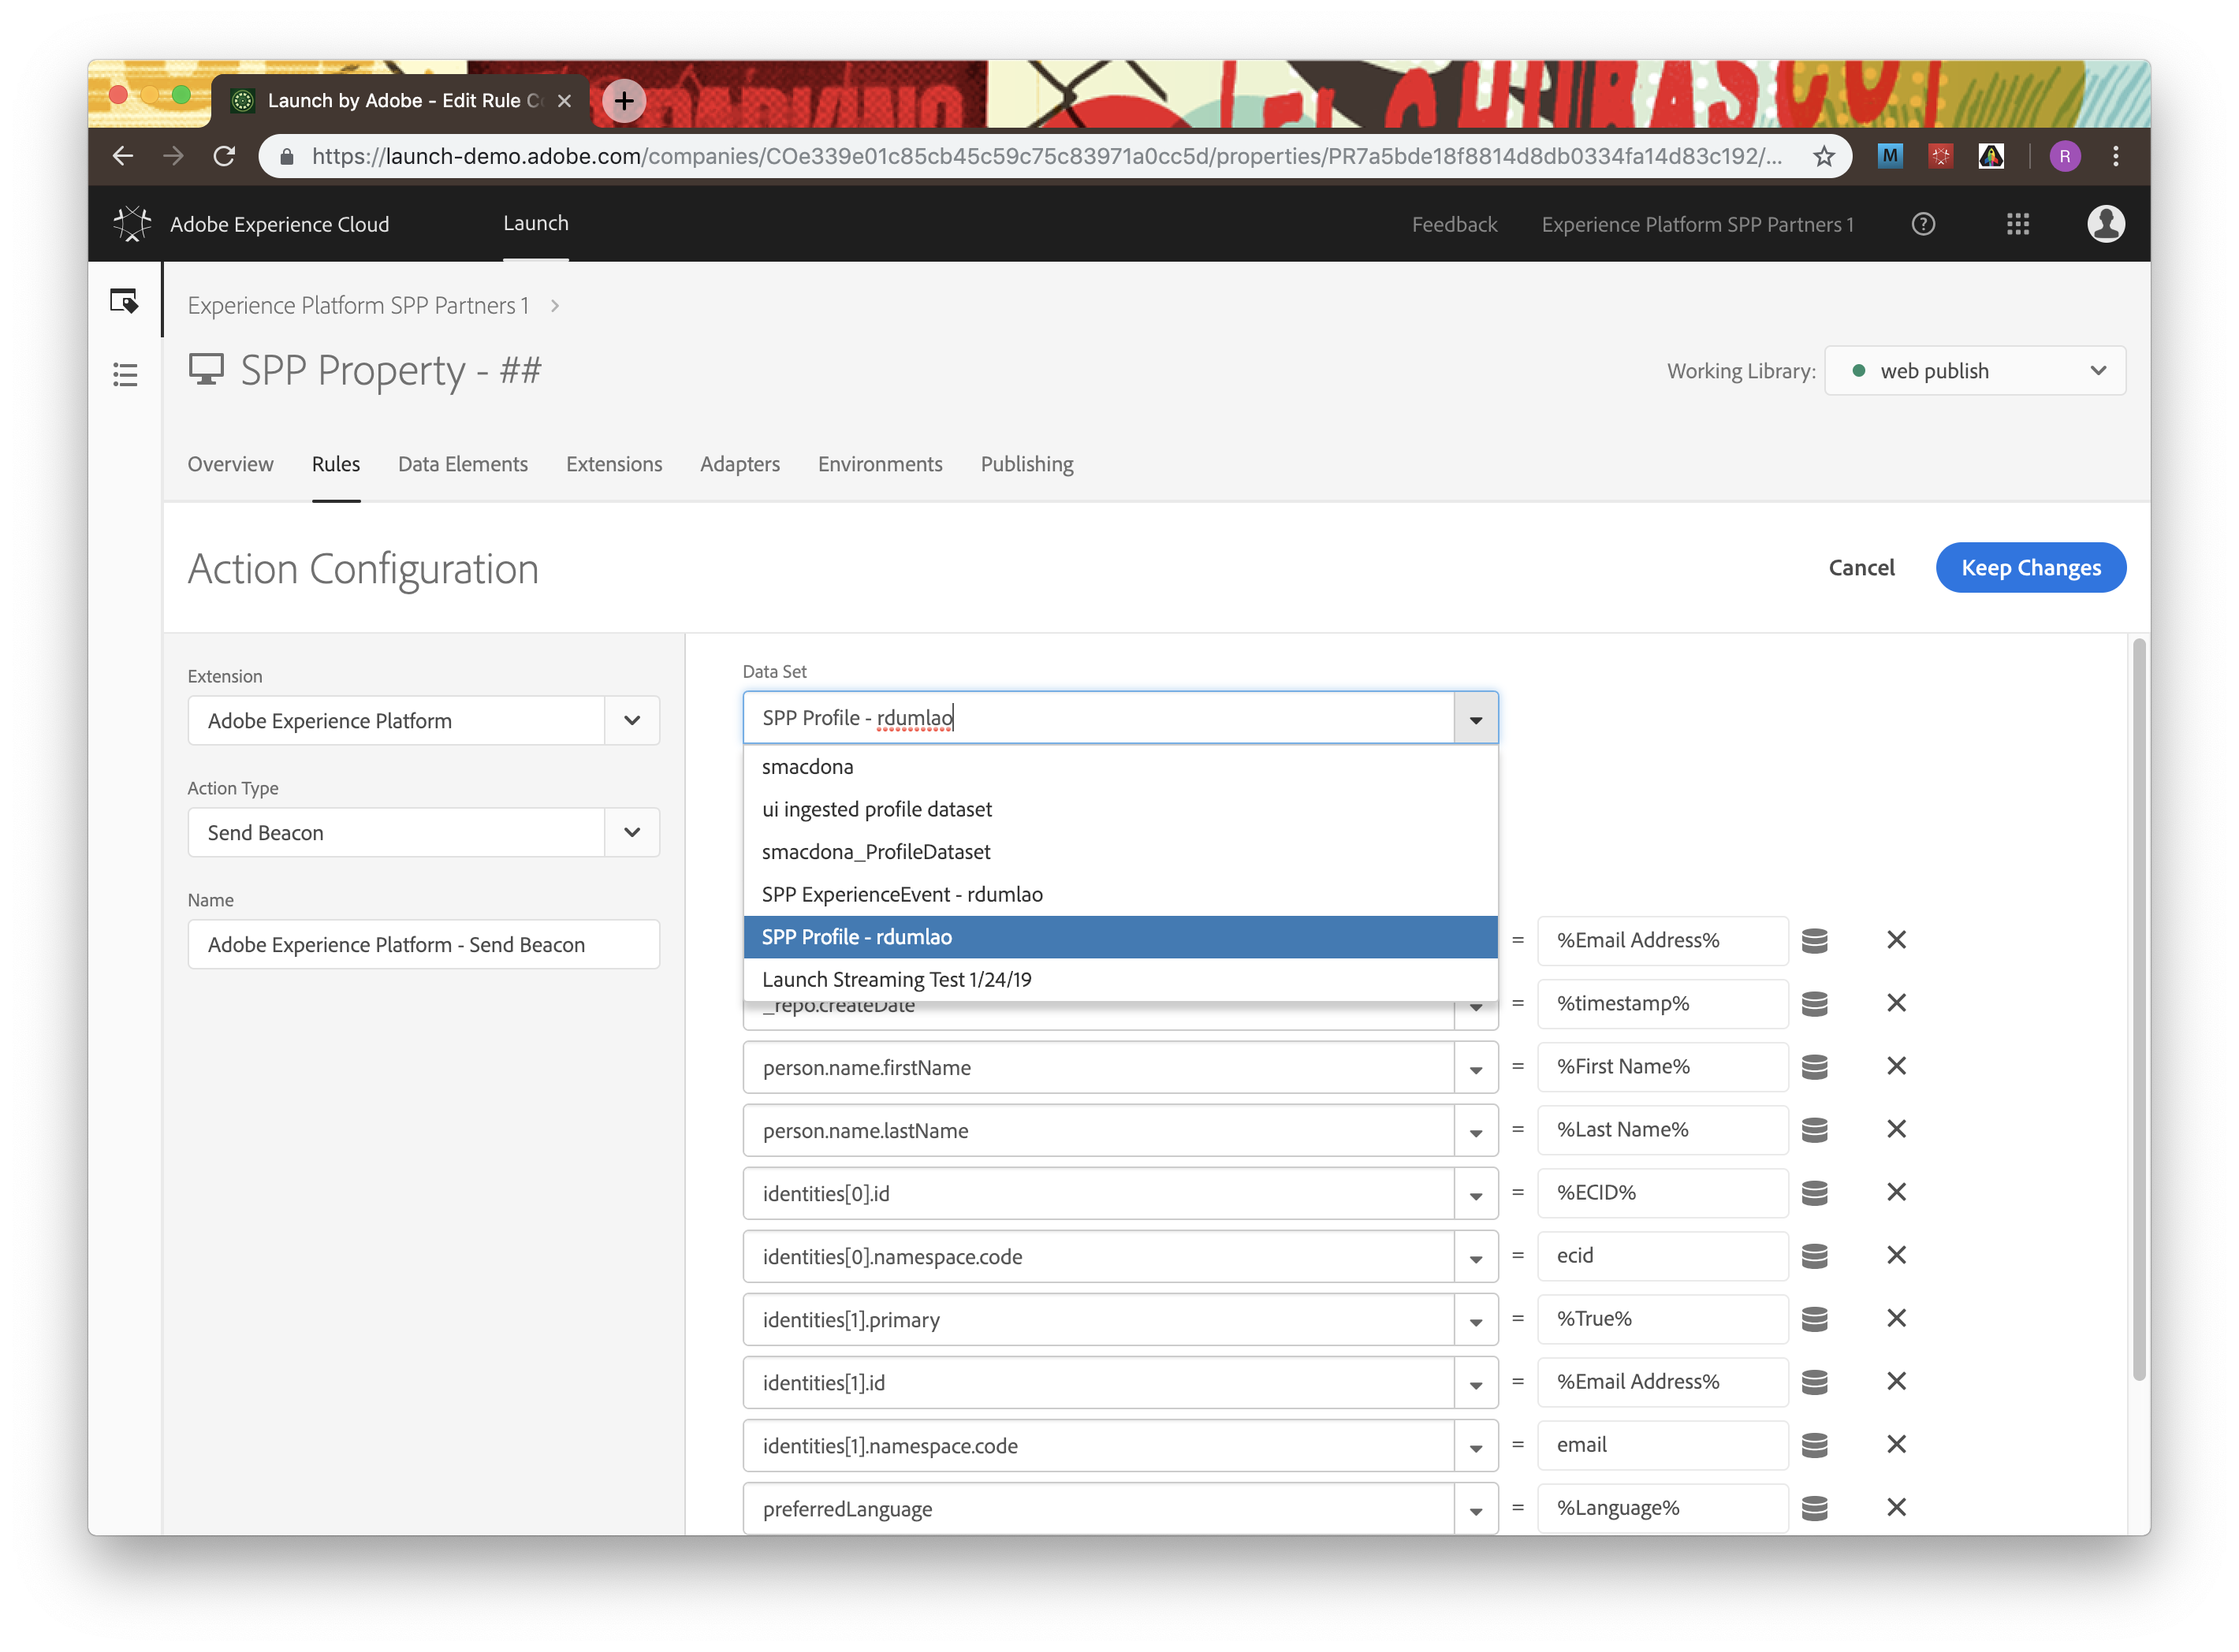 Launch by Adobe - Edit Rule C
https://launch-demo.adobe.com/companies/COe339e01c85cb45c59c75c83971a0cc5d/properties/PR7a5bde18f8814d8db0334fa14d83c192/...
M
R
Adobe Experience Cloud
Launch
Feedback
Experience Platform SPP Partners 1
Experience Platform SPP Partners 1
SPP Property - ##
Working Library:
web publish
Overview
Rules
Data Elements
Extensions
Adapters
Environments
Publishing
Action Configuration
Cancel
Keep Changes
Extension
Adobe Experience Platform
Action Type
Send Beacon
Name
Adobe Experience Platform - Send Beacon
Data Set
SPP Profile - rdumlao
smacdona
ui ingested profile dataset
smacdona_ProfileDataset
SPP ExperienceEvent - rdumlao
SPP Profile - rdumlao
Launch Streaming Test 1/24/19
= %Email Address%
_repo.createDate = %timestamp%
person.name.firstName = %First Name%
person.name.lastName = %Last Name%
identities[0].id = %ECID%
identities[0].namespace.code = ecid
identities[1].primary = %True%
identities[1].id = %Email Address%
identities[1].namespace.code = email
preferredLanguage = %Language%